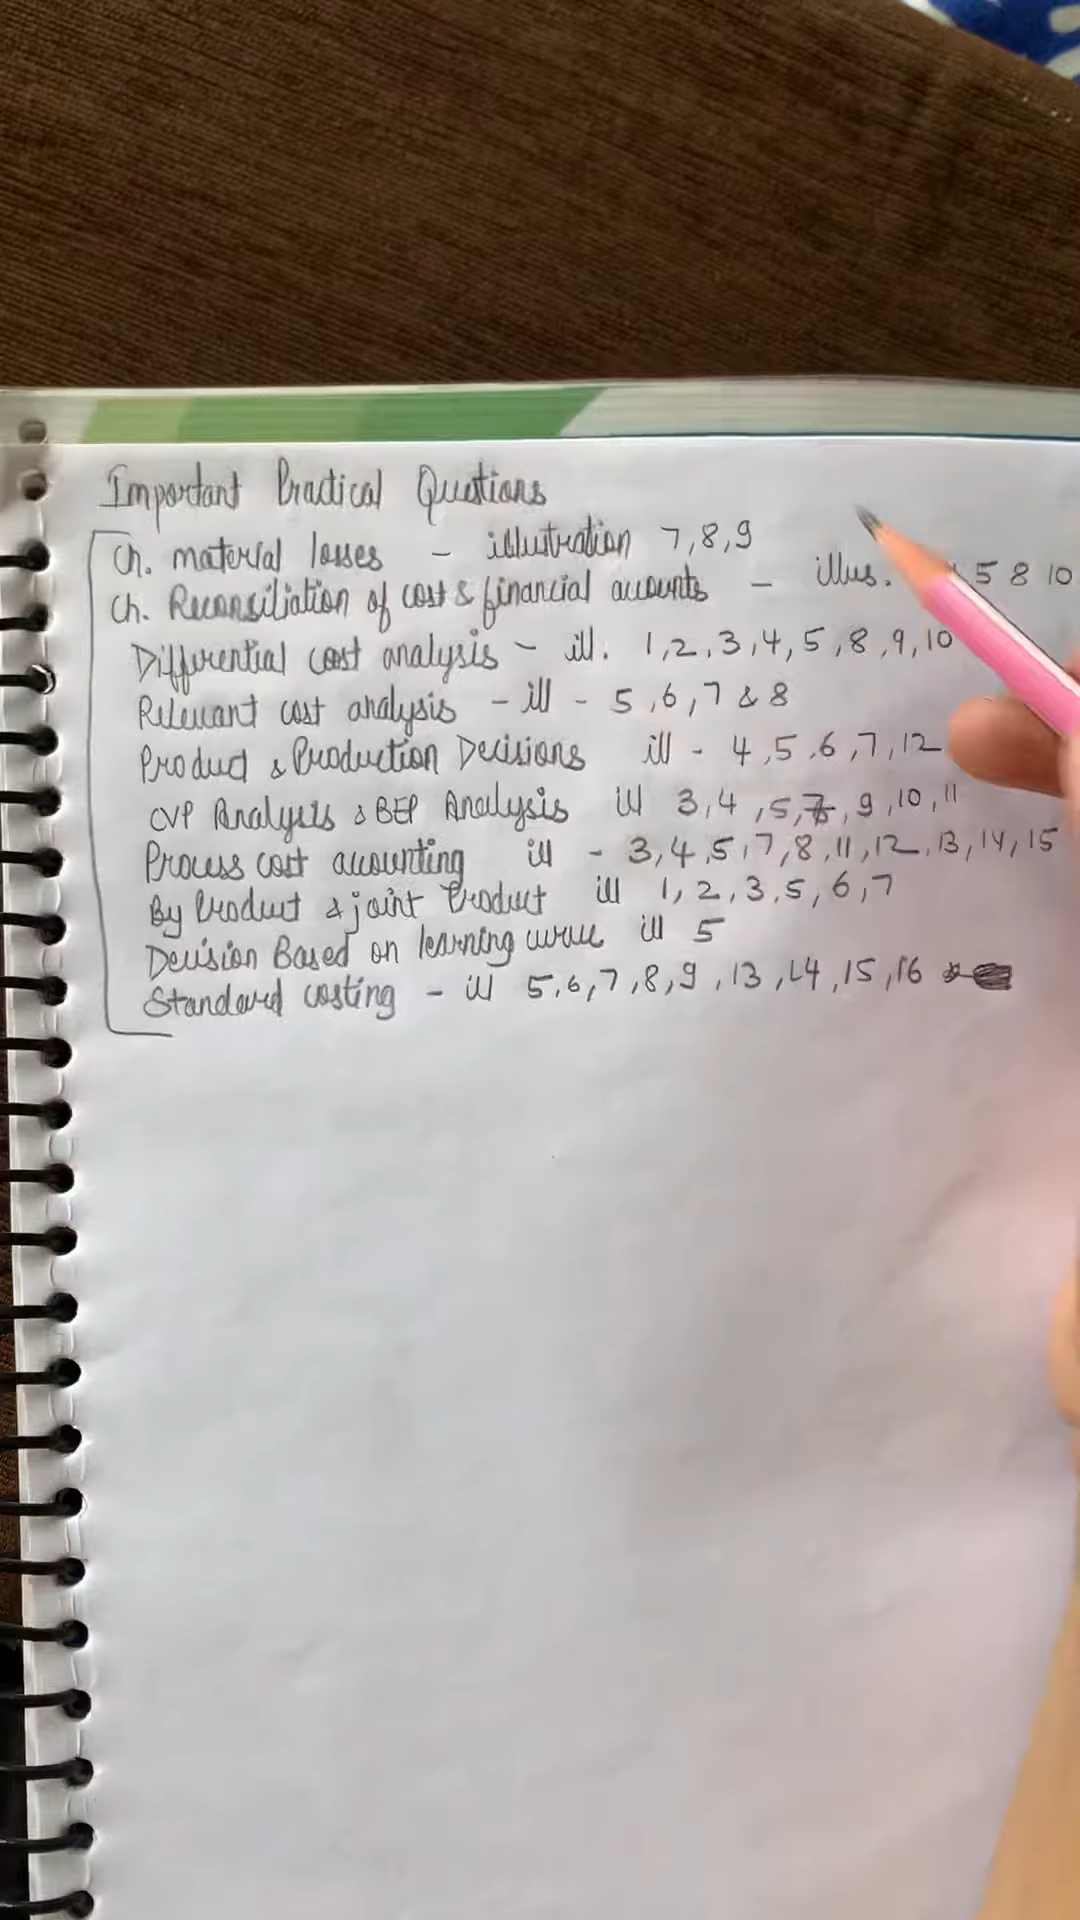 Important Practical Questions
Ch. material losses - illustration 7,8,9
Ch. Reconsiliation of cost & financial accounts - illus. 5 8 10
Differential cost analysis - ill. 1,2,3,4,5,8,9,10
Relevant cost analysis - ill - 5,6,7 & 8
Product & Production Decisions ill - 4,5,6,7,12
CVP Analysis & BEP Analysis ill 3,4,5, 9,10,11
Process cost accounting ill - 3,4,5,7,8,11,12,13,14,15
By Product & joint Product ill 1,2,3,5,6,7
Decision Based on learning curve ill 5
Standard costing - ill 5,6,7,8,9,13,14,15,16